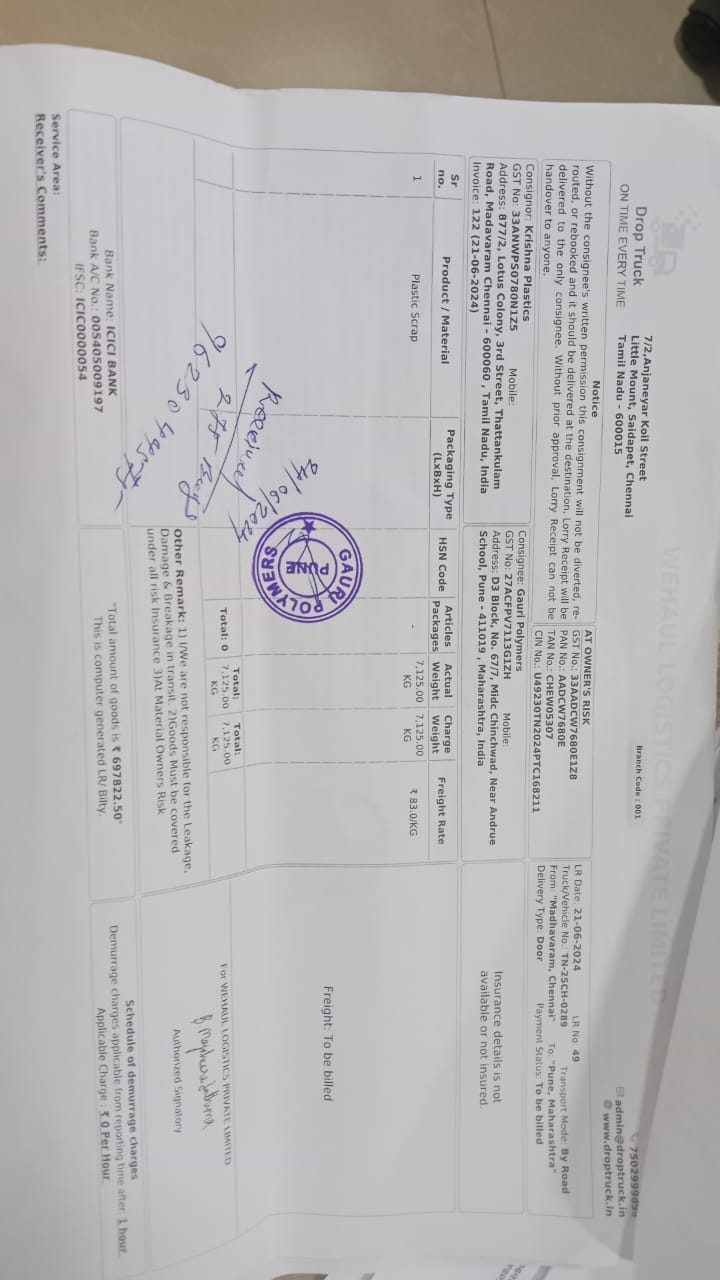 WEHAUL LOGISTICS PRIVATE LIMITED
Drop Truck
ON TIME EVERY TIME
7/2,Anjaneyar Koil Street
Little Mount, Saidapet, Chennai
Tamil Nadu - 600015
Branch Code : 001
admin@droptruck.in
www.droptruck.in
Notice
Without the consignee's written permission this consignment will not be diverted, re-
routed, or rebooked and it should be delivered at the destination, Lorry Receipt will be
delivered to the only consignee. Without prior approval, Lorry Receipt can not be
handover to anyone.
AT OWNER'S RISK
GST No.: 33AADCW7680E1Z8
PAN No.: AADCW7680E
TAN No.: CHEW05307
CIN No.: U49230TN2024PTC168211
LR Date: 21-06-2024 LR No: 49
Truck/Vehicle No.: TN-25CH-0289 Transport Mode: By Road
From: "Madhavaram, Chennai" To: "Pune, Maharashtra"
Delivery Type: Door Payment Status: To be billed
Consignor: Krishna Plastics
GST No: 33ANWPS0780N1Z5 Mobile:
Address: 877/2, Lotus Colony, 3rd Street, Thattankulam
Road, Madavaram Chennai - 600060 , Tamil Nadu, India
Invoice: 122 (21-06-2024)
Consignee: Gauri Polymers
GST No: 27ACFPV7113G1ZH Mobile:
Address: D3 Block, No. 67/7, Midc Chinchwad, Near Andrue
School, Pune - 411019 , Maharashtra, India
Insurance details is not
available or not insured.
Sr no. Product / Material Packaging Type (LxBxH) HSN Code Articles Packages Actual Weight Charge Weight Freight Rate
1 Plastic Scrap - 7,125.00 KG 7,125.00 KG ₹ 83.0/KG
Freight: To be billed
Received
GAURI POLYMERS
PUNE
Total: 0 Total: 7,125.00 KG Total: 7,125.00 KG
Other Remark: 1) I/We are not responsible for the Leakage,
Damage & Breakage in transit. 2)Goods Must be covered
under all risk Insurance 3)At Material Owners Risk
For WEHAUL LOGISTICS PRIVATE LIMITED
Authorized Signatory
Bank Name: ICICI BANK
Bank A/C No.: 005405009197
IFSC: ICIC0000054
"Total amount of goods is ₹ 697822.50"
This is computer generated LR/ Bilty.
Schedule of demurrage charges
Demurrage charges applicable from reporting time after: 1 hour.
Applicable Charge : ₹ 0 Per Hour.
Service Area:
Receiver's Comments: